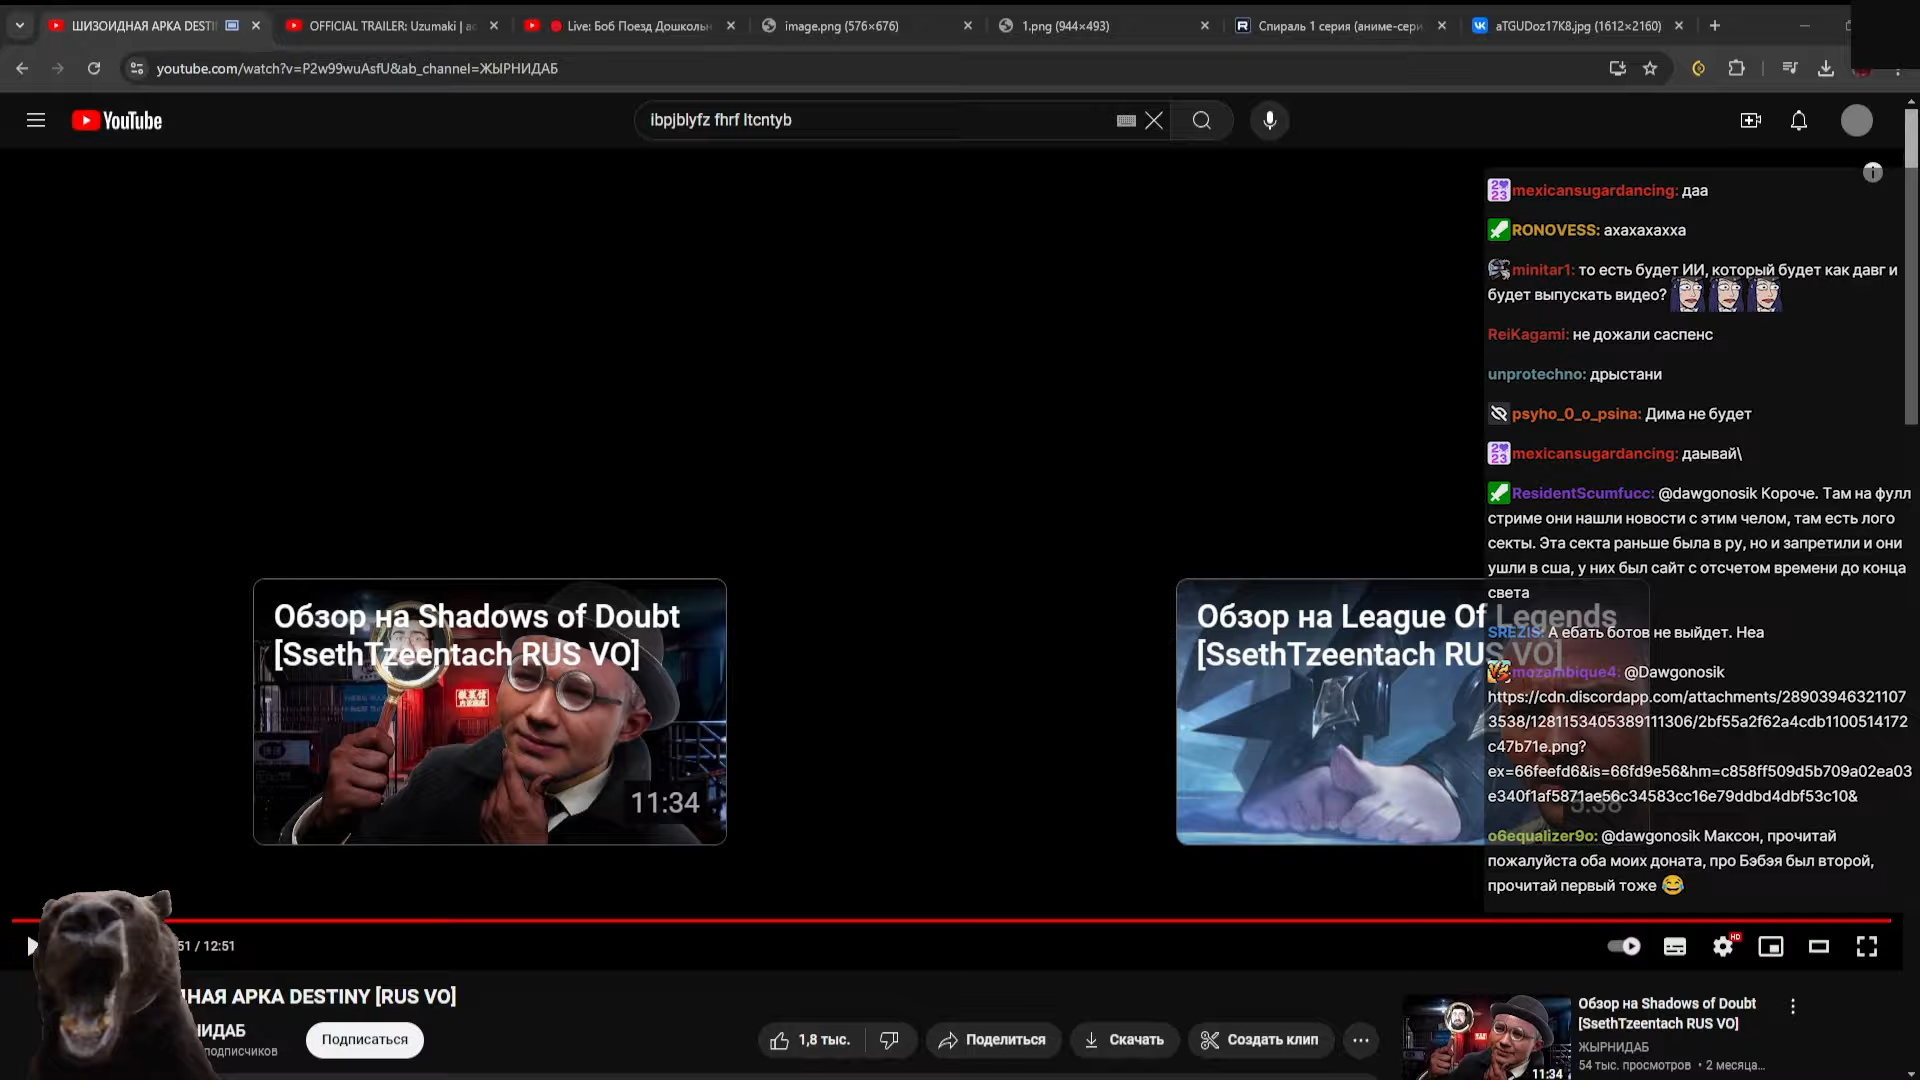 ШИЗОИДНАЯ АРКА DESTI
OFFICIAL TRAILER: Uzumaki | ac
Live: Боб Поезд Дошкольн
image.png (576×676)
1.png (944×493)
Спираль 1 серия (аниме-сери
aTGUDoz17K8.jpg (1612×2160)
youtube.com/watch?v=P2w99wuAsfU&ab_channel=ЖЫРНИДАБ
YouTube
ibpjblyfz fhrf ltcntyb
mexicansugardancing: даа
RONOVESS: ахахахахха
minitar1: то есть будет ИИ, который будет как давг и
будет выпускать видео?
ReiKagami: не дожали саспенс
unprotechno: дрыстани
psyho_0_o_psina: Дима не будет
mexicansugardancing: даывай\
ResidentScumfucc: @dawgonosik Короче. Там на фулл
стриме они нашли новости с этим челом, там есть лого
секты. Эта секта раньше была в ру, но и запретили и они
ушли в сша, у них был сайт с отсчетом времени до конца
света
SREZIS: А ебать ботов не выйдет. Неа
mozambique4: @Dawgonosik
https://cdn.discordapp.com/attachments/28903946321107
3538/1281153405389111306/2bf55a2f62a4cdb1100514172
c47b71e.png?
ex=66feefd6&is=66fd9e56&hm=c858ff509d5b709a02ea03
e340f1af5871ae56c34583cc16e79ddbd4dbf53c10&
o6equalizer9o: @dawgonosik Максон, прочитай
пожалуйста оба моих доната, про Бэбэя был второй,
прочитай первый тоже 😂
Обзор на Shadows of Doubt
[SsethTzeentach RUS VO]
11:34
Обзор на League Of Legends
[SsethTzeentach RUS VO]
5:38
51 / 12:51
HD
НАЯ АРКА DESTINY [RUS VO]
ИДАБ
подписчиков
Подписаться
1,8 тыс.
Поделиться
Скачать
Создать клип
Обзор на Shadows of Doubt
[SsethTzeentach RUS VO]
ЖЫРНИДАБ
54 тыс. просмотров • 2 месяца...
11:34